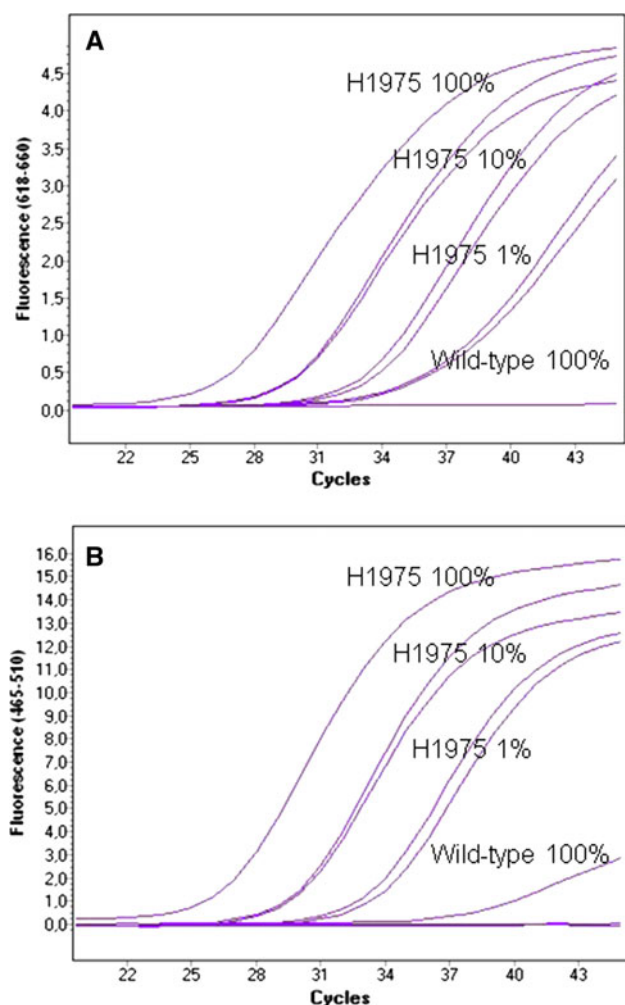 A
Fluorescence (618-660)
4.5
4.0
3.5
3.0
2.5
2.0
1.5
1.0
0.5
0.0
H1975 100%
H1975 10%
H1975 1%
Wild-type 100%
22 25 28 31 34 37 40 43
Cycles
B
Fluorescence (465-510)
16,0
15,0
14,0
13,0
12,0
11,0
10,0
9,0
8,0
7,0
6,0
5,0
4,0
3,0
2,0
1,0
0,0
H1975 100%
H1975 10%
H1975 1%
Wild-type 100%
22 25 28 31 34 37 40 43
Cycles